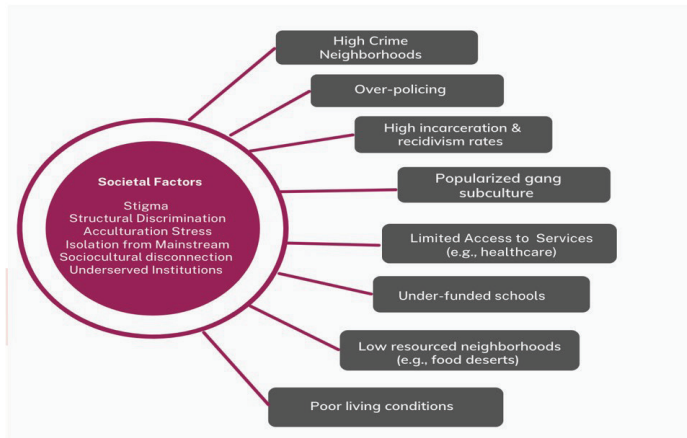 High Crime
Neighborhoods
Over-policing
High incarceration &
recidivism rates
Societal Factors
Stigma
Structural Discrimination
Acculturation Stress
Isolation from Mainstream
Sociocultural disconnection
Underserved Institutions
Popularized gang
subculture
Limited Access to Services
(e.g., healthcare)
Under-funded schools
Low resourced neighborhoods
(e.g., food deserts)
Poor living conditions